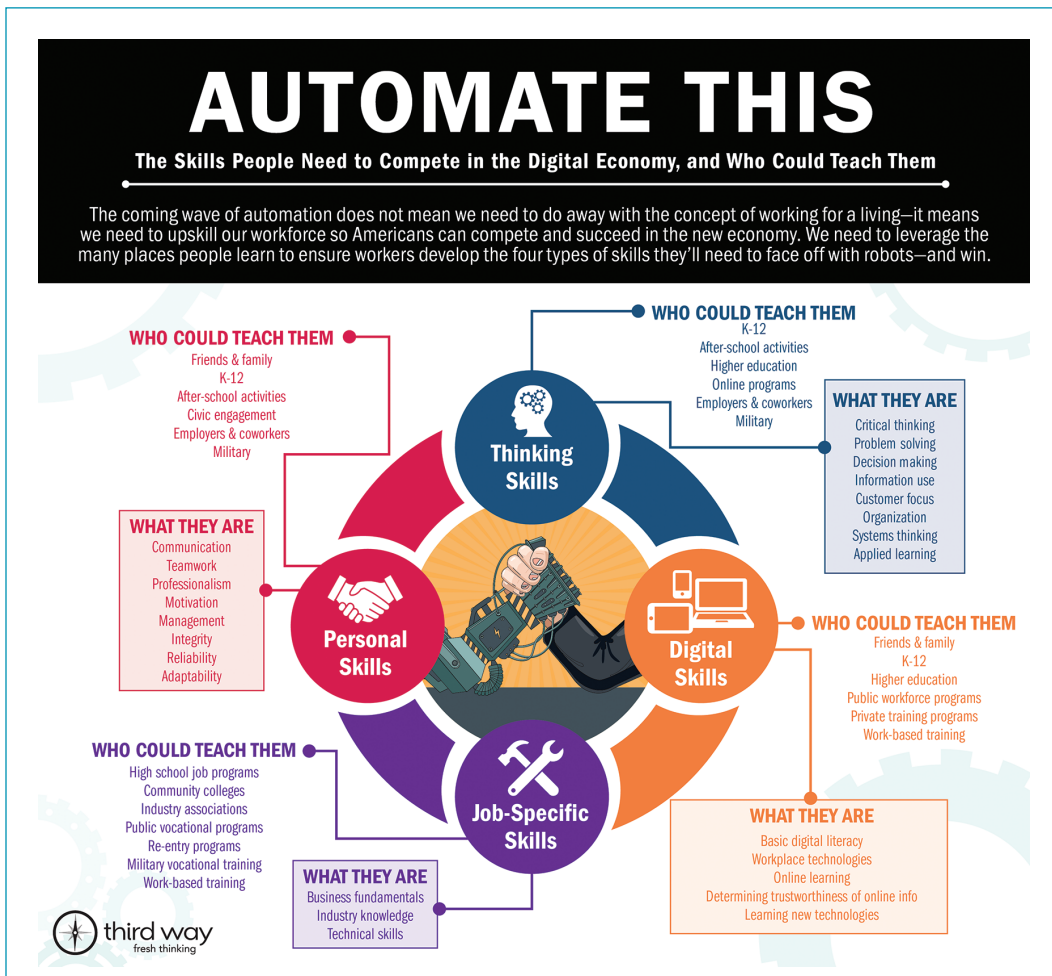 AUTOMATE THIS
The Skills People Need to Compete in the Digital Economy, and Who Could Teach Them
The coming wave of automation does not mean we need to do away with the concept of working for a living—it means
we need to upskill our workforce so Americans can compete and succeed in the new economy. We need to leverage the
many places people learn to ensure workers develop the four types of skills they'll need to face off with robots—and win.
WHO COULD TEACH THEM
Friends & family
K-12
After-school activities
Civic engagement
Employers & coworkers
Military
WHO COULD TEACH THEM
K-12
After-school activities
Higher education
Online programs
Employers & coworkers
Military
WHAT THEY ARE
Critical thinking
Problem solving
Decision making
Information use
Customer focus
Organization
Systems thinking
Applied learning
Thinking
Skills
WHAT THEY ARE
Communication
Teamwork
Professionalism
Motivation
Management
Integrity
Reliability
Adaptability
Personal
Skills
Digital
Skills
WHO COULD TEACH THEM
Friends & family
K-12
Higher education
Public workforce programs
Private training programs
Work-based training
WHO COULD TEACH THEM
High school job programs
Community colleges
Industry associations
Public vocational programs
Re-entry programs
Military vocational training
Work-based training
Job-Specific
Skills
WHAT THEY ARE
Basic digital literacy
Workplace technologies
Online learning
Determining trustworthiness of online info
Learning new technologies
WHAT THEY ARE
Business fundamentals
Industry knowledge
Technical skills
third way
fresh thinking